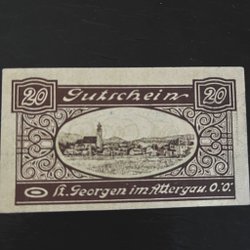 20 Gutschein 20
St. Georgen im Attergau. O.Ö.